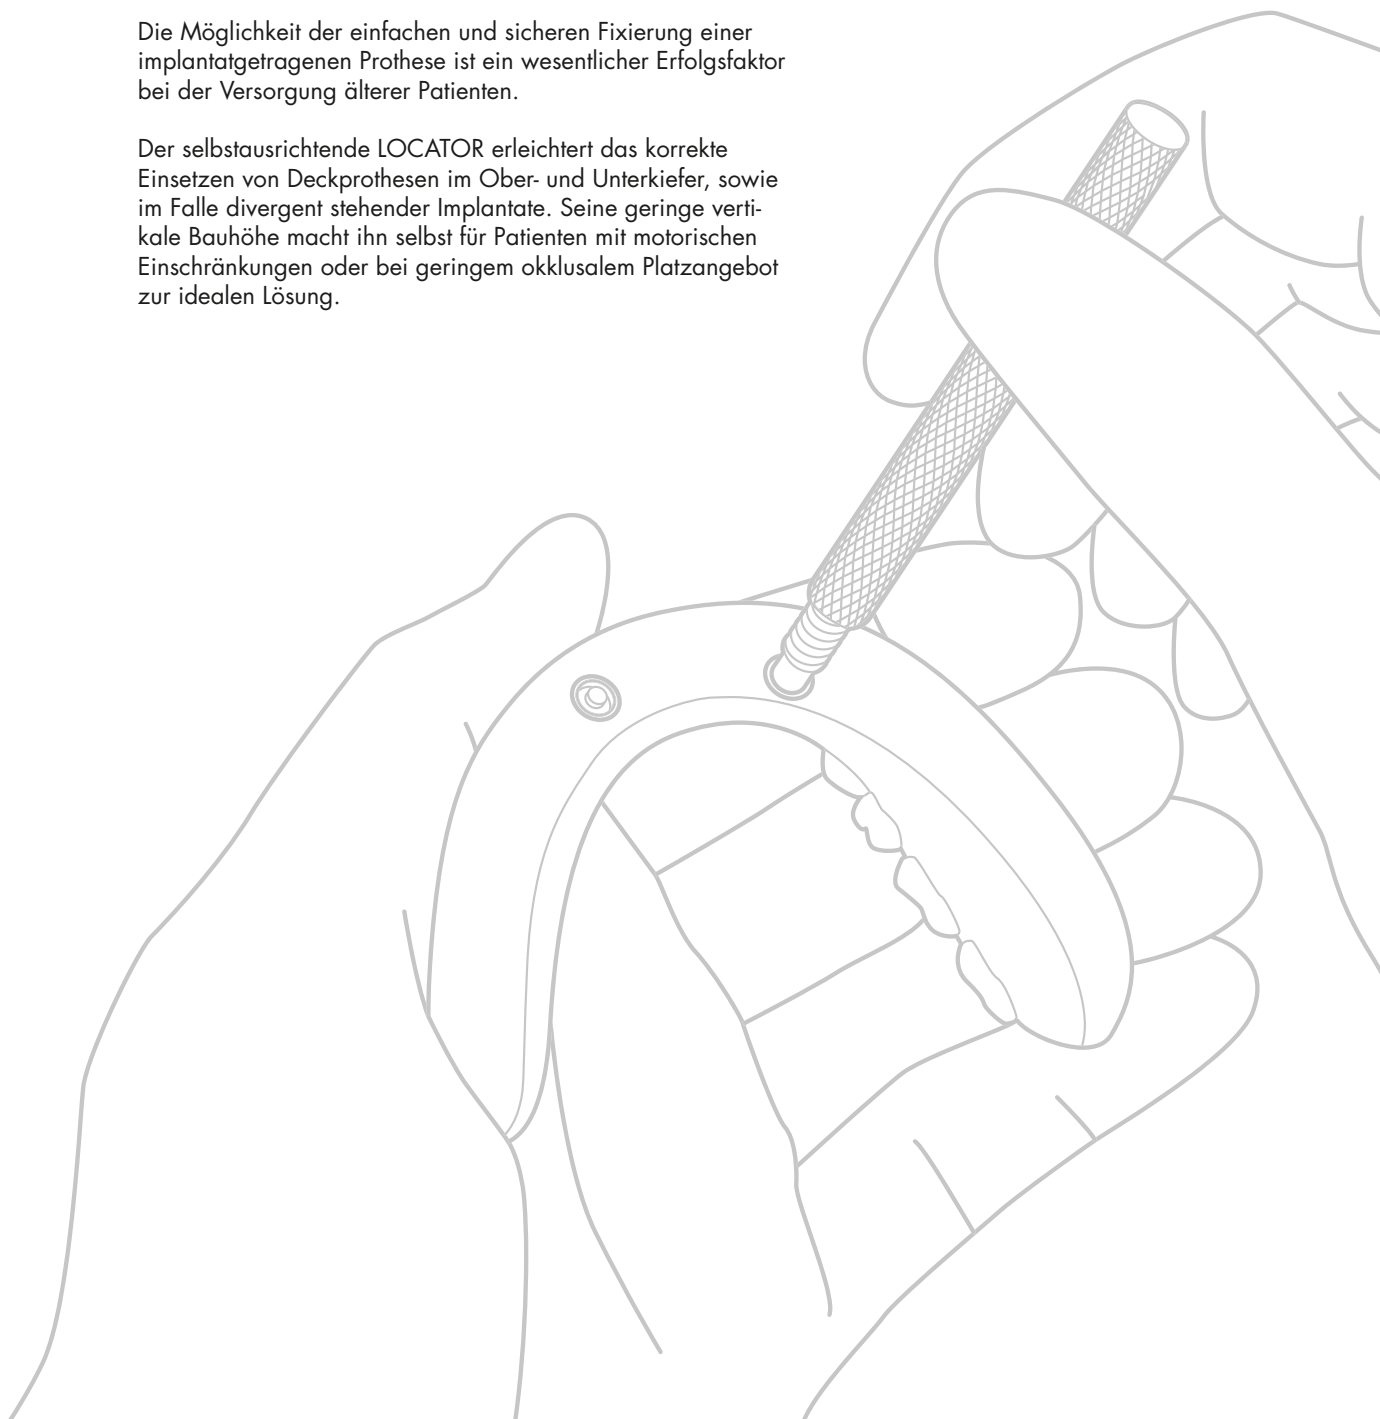 Die Möglichkeit der einfachen und sicheren Fixierung einer
implantatgetragenen Prothese ist ein wesentlicher Erfolgsfaktor
bei der Versorgung älterer Patienten.
Der selbstausrichtende LOCATOR erleichtert das korrekte
Einsetzen von Deckprothesen im Ober- und Unterkiefer, sowie
im Falle divergent stehender Implantate. Seine geringe verti-
kale Bauhöhe macht ihn selbst für Patienten mit motorischen
Einschränkungen oder bei geringem okklusalem Platzangebot
zur idealen Lösung.